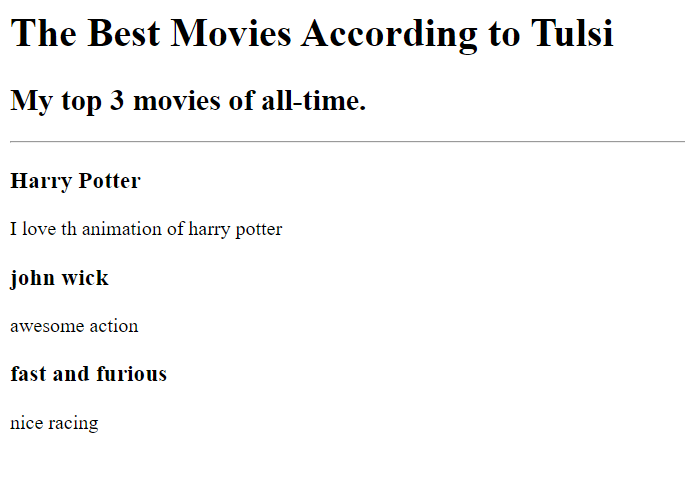 The Best Movies According to Tulsi
My top 3 movies of all-time.
Harry Potter
I love th animation of harry potter
john wick
awesome action
fast and furious
nice racing